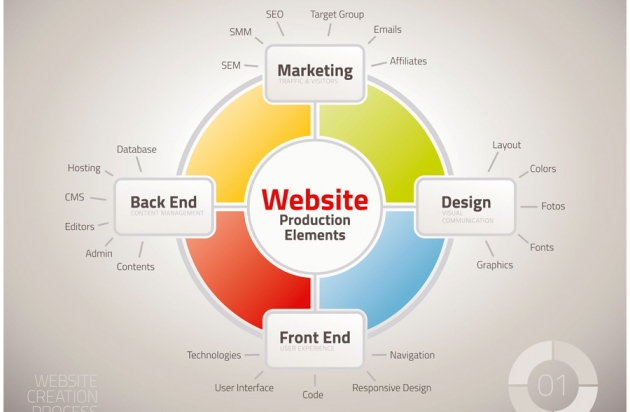 SEO
Target Group
SMM
Emails
SEM
Affiliates
Marketing
TRAFFIC & VISITORS
Database
Layout
Hosting
Colors
CMS
Back End
CONTENT MANAGEMENT
Website
Production
Elements
Design
VISUAL
COMMUNICATION
Fotos
Editors
Admin
Contents
Fonts
Graphics
Front End
USER EXPERIENCE
Technologies
Navigation
User Interface
Code
Responsive Design
WEBSITE
CREATION
PROCESS
01